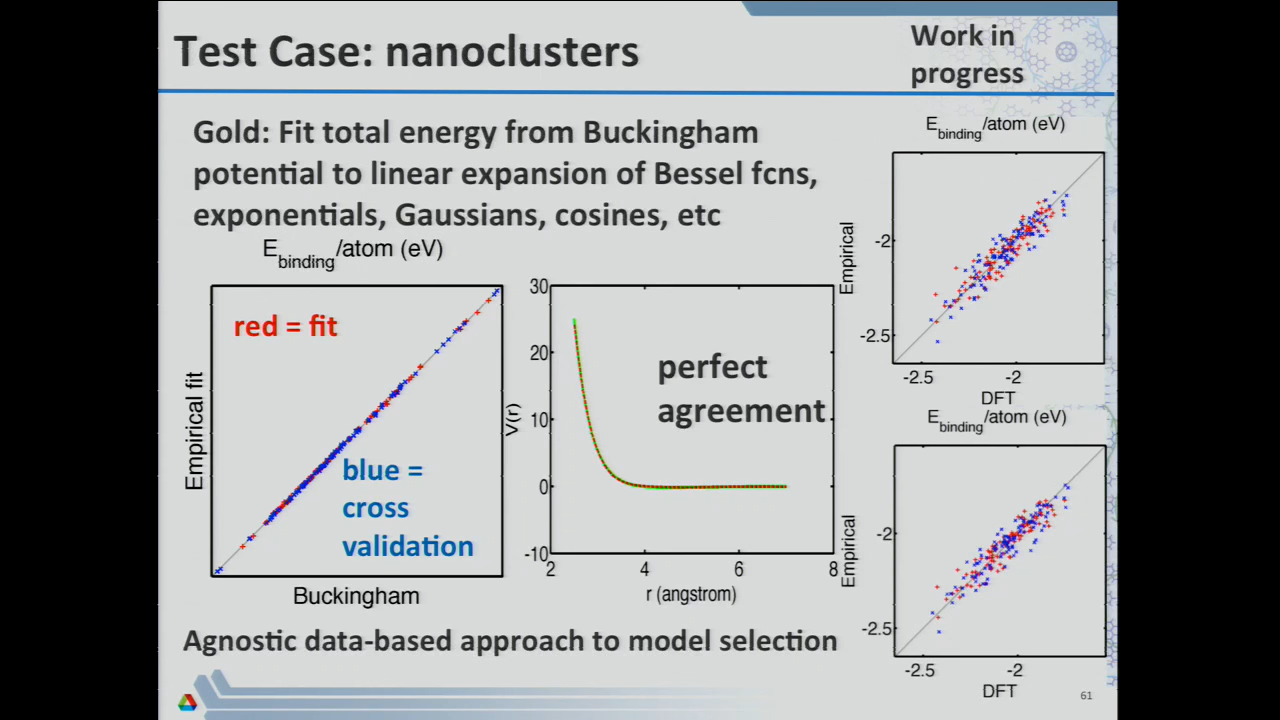 Test Case: nanoclusters
Work in
progress
Gold: Fit total energy from Buckingham
potential to linear expansion of Bessel fcns,
exponentials, Gaussians, cosines, etc
E_binding/atom (eV)
red = fit
blue =
cross
validation
Empirical fit
Buckingham
30
20
10
0
-10
V(r)
perfect
agreement
2 4 6 8
r (angstrom)
E_binding/atom (eV)
Empirical
-2
-2.5
-2.5 -2
DFT
E_binding/atom (eV)
Empirical
-2
-2.5
-2.5 -2
DFT
Agnostic data-based approach to model selection
61